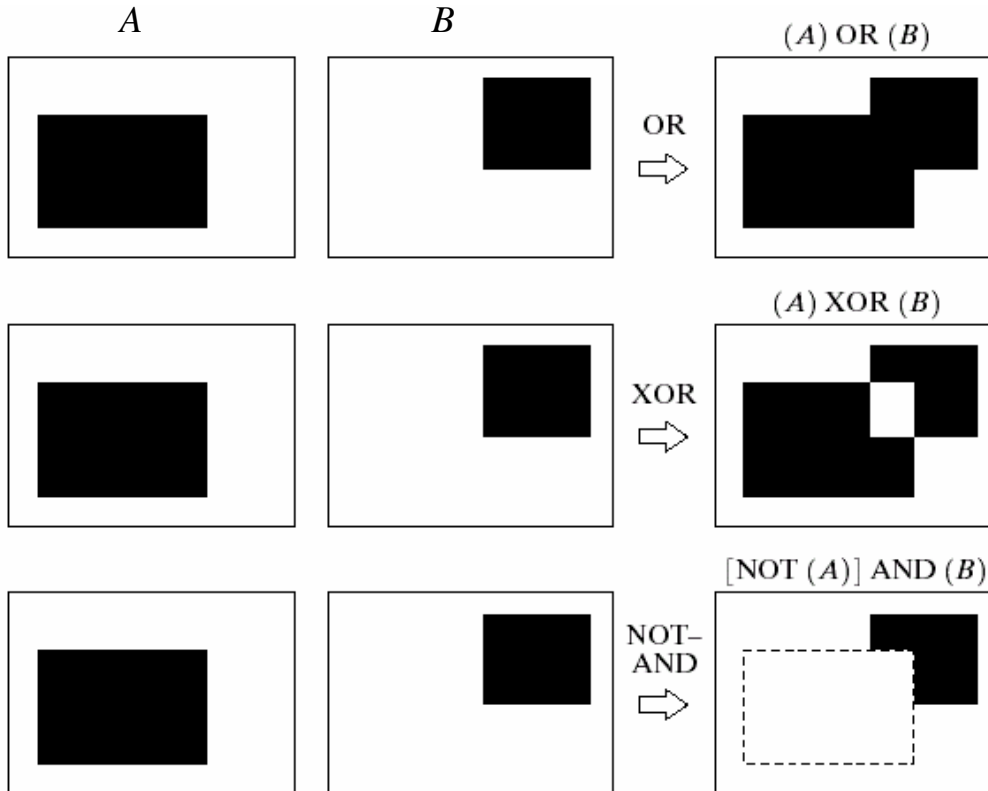 A
B
(A) OR (B)
OR
(A) XOR (B)
XOR
[NOT (A)] AND (B)
NOT–
AND